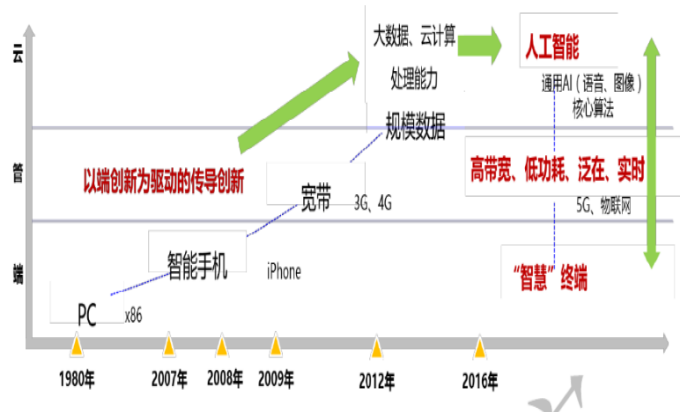 云
大数据、云计算
处理能力
规模数据
人工智能
通用AI（语音、图像）
核心算法
管
以端创新为驱动的传导创新
宽带
3G、4G
高带宽、低功耗、泛在、实时
5G、物联网
端
智能手机
iPhone
“智慧”终端
PC
x86
1980年
2007年
2008年
2009年
2012年
2016年